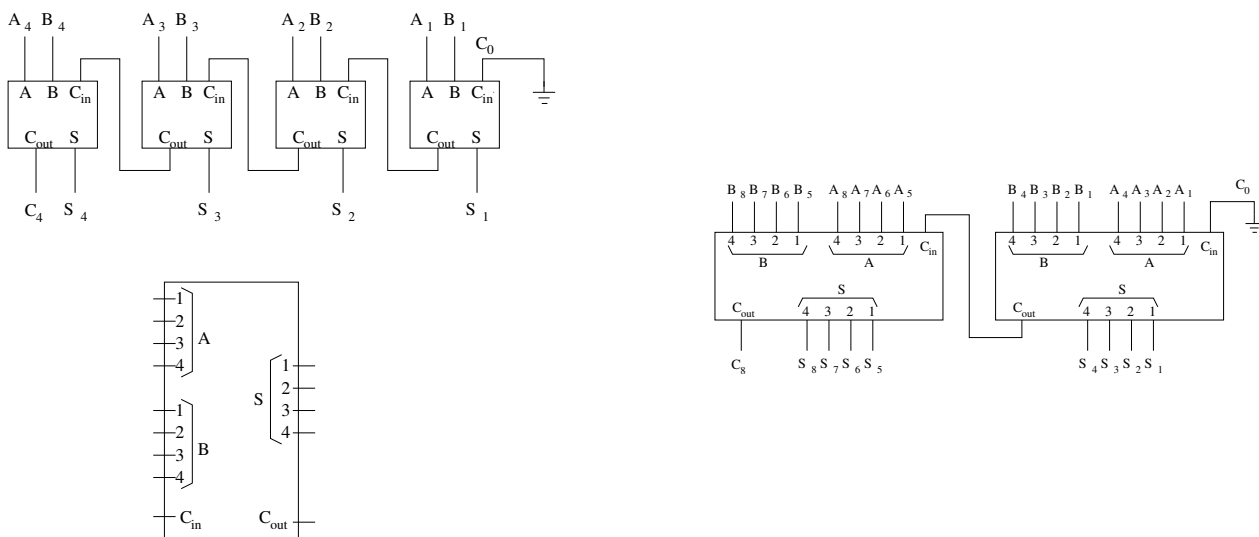 A4 B4 A3 B3 A2 B2 A1 B1
C0
A B Cin A B Cin A B Cin A B Cin
Cout S Cout S Cout S Cout S
C4 S4 S3 S2 S1
1
2
3
4
A
1
2
3
4
B
1
2
3
4
S
Cin Cout
B8 B7 B6 B5 A8 A7 A6 A5 B4 B3 B2 B1 A4 A3 A2 A1 C0
4 3 2 1 4 3 2 1 Cin 4 3 2 1 4 3 2 1 Cin
B A B A
S S
Cout 4 3 2 1 Cout 4 3 2 1
C8 S8 S7 S6 S5 S4 S3 S2 S1